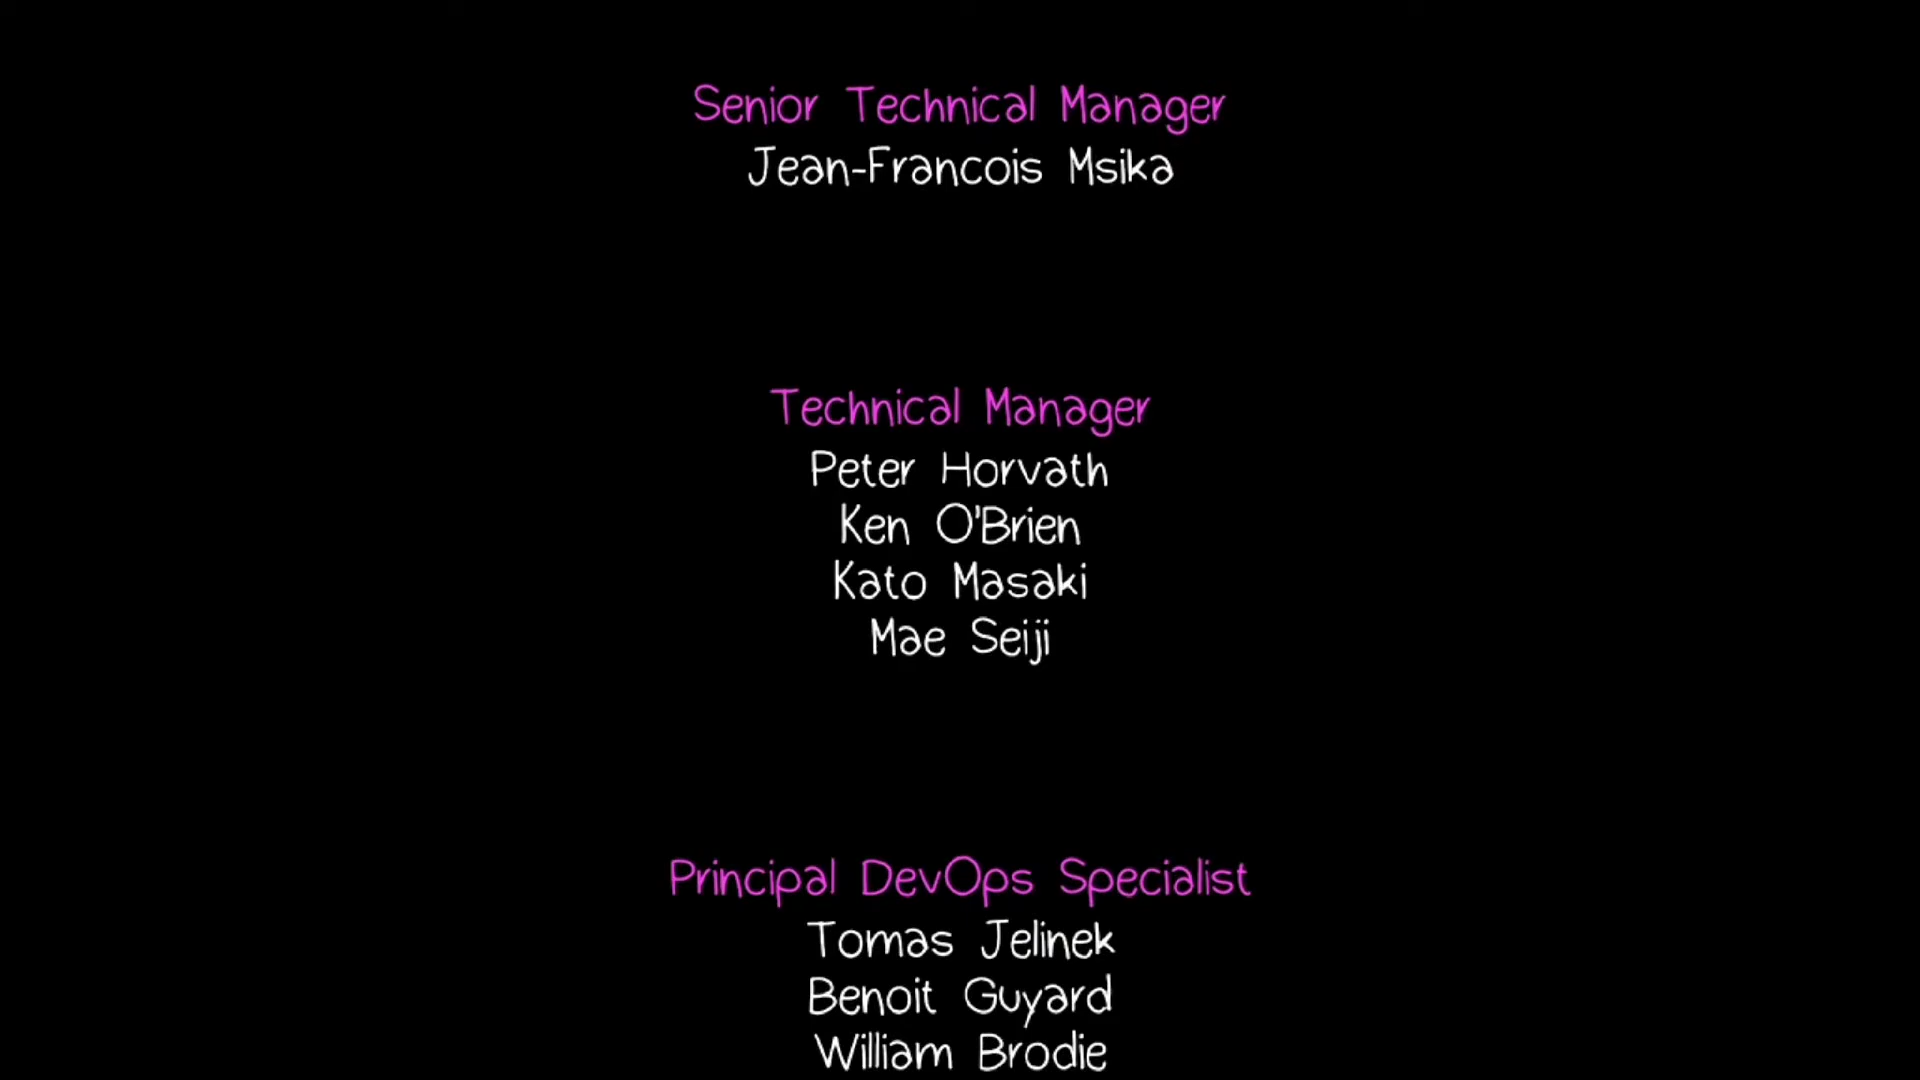 Senior Technical Manager
Jean-Francois Msika
Technical Manager
Peter Horvath
Ken O'Brien
Kato Masaki
Mae Seiji
Principal DevOps Specialist
Tomas Jelinek
Benoit Guyard
William Brodie